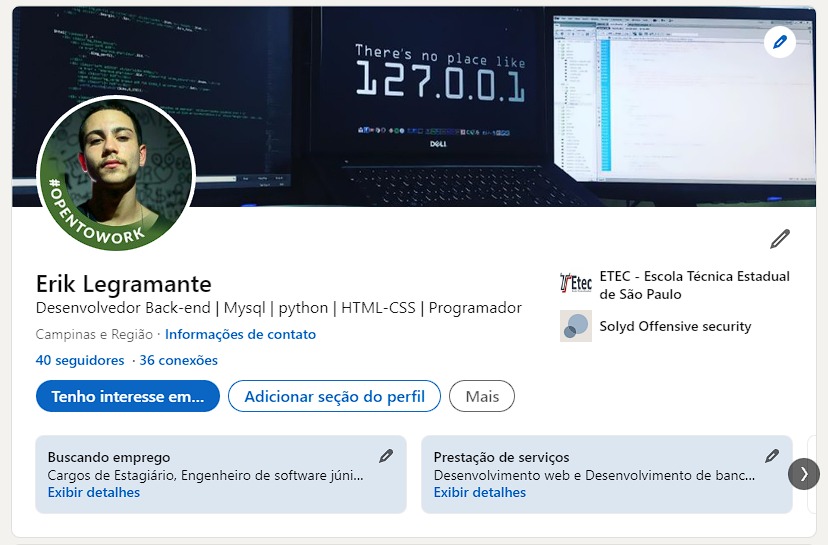 There's no place like
127.0.0.1
DELL
#OPENTOWORK
Erik Legramante
Desenvolvedor Back-end | Mysql | python | HTML-CSS | Programador
Campinas e Região · Informações de contato
40 seguidores · 36 conexões
Tenho interesse em...
Adicionar seção do perfil
Mais
Etec
ETEC - Escola Técnica Estadual
de São Paulo
Solyd Offensive security
Buscando emprego
Cargos de Estagiário, Engenheiro de software júni...
Exibir detalhes
Prestação de serviços
Desenvolvimento web e Desenvolvimento de banc...
Exibir detalhes